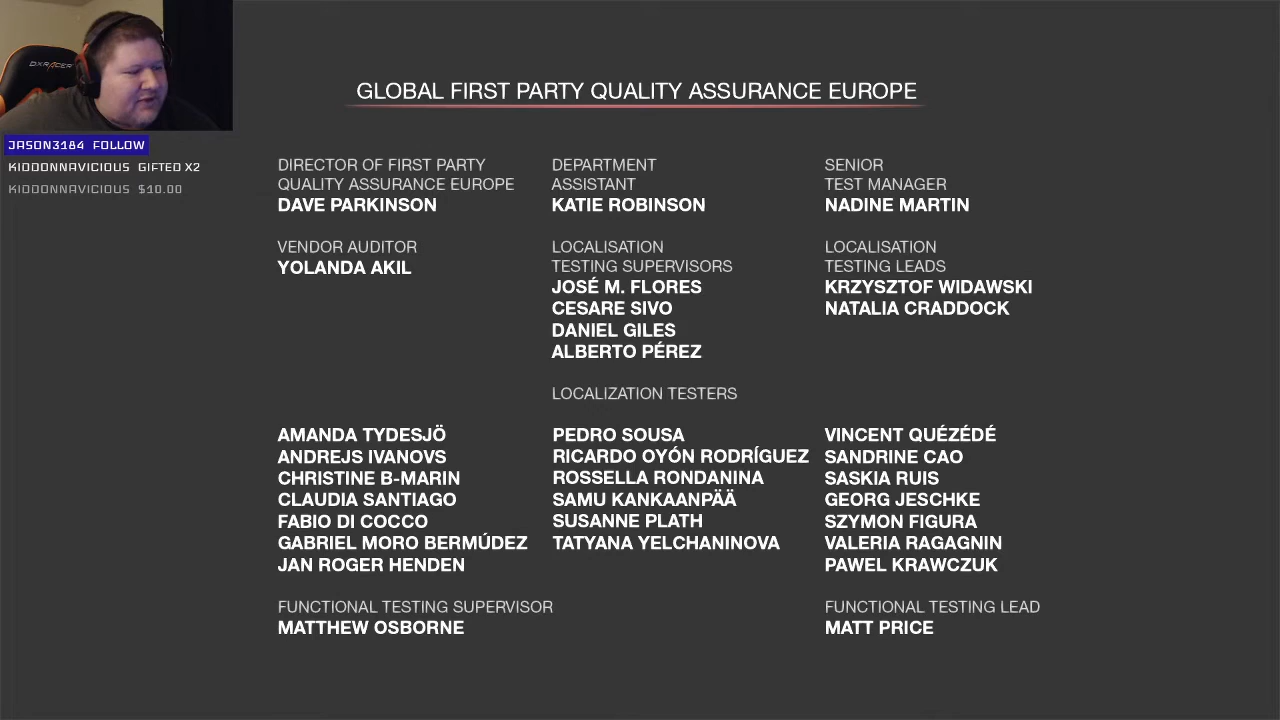 DXRACER
JASON3184 FOLLOW
KIDDONNAVICIOUS GIFTED X2
KIDDONNAVICIOUS $10.00
GLOBAL FIRST PARTY QUALITY ASSURANCE EUROPE
DIRECTOR OF FIRST PARTY
QUALITY ASSURANCE EUROPE
DAVE PARKINSON
DEPARTMENT
ASSISTANT
KATIE ROBINSON
SENIOR
TEST MANAGER
NADINE MARTIN
VENDOR AUDITOR
YOLANDA AKIL
LOCALISATION
TESTING SUPERVISORS
JOSÉ M. FLORES
CESARE SIVO
DANIEL GILES
ALBERTO PÉREZ
LOCALISATION
TESTING LEADS
KRZYSZTOF WIDAWSKI
NATALIA CRADDOCK
LOCALIZATION TESTERS
AMANDA TYDESJÖ
ANDREJS IVANOVS
CHRISTINE B-MARIN
CLAUDIA SANTIAGO
FABIO DI COCCO
GABRIEL MORO BERMÚDEZ
JAN ROGER HENDEN
PEDRO SOUSA
RICARDO OYÓN RODRÍGUEZ
ROSSELLA RONDANINA
SAMU KANKAANPÄÄ
SUSANNE PLATH
TATYANA YELCHANINOVA
VINCENT QUÉZÉDÉ
SANDRINE CAO
SASKIA RUIS
GEORG JESCHKE
SZYMON FIGURA
VALERIA RAGAGNIN
PAWEL KRAWCZUK
FUNCTIONAL TESTING SUPERVISOR
MATTHEW OSBORNE
FUNCTIONAL TESTING LEAD
MATT PRICE